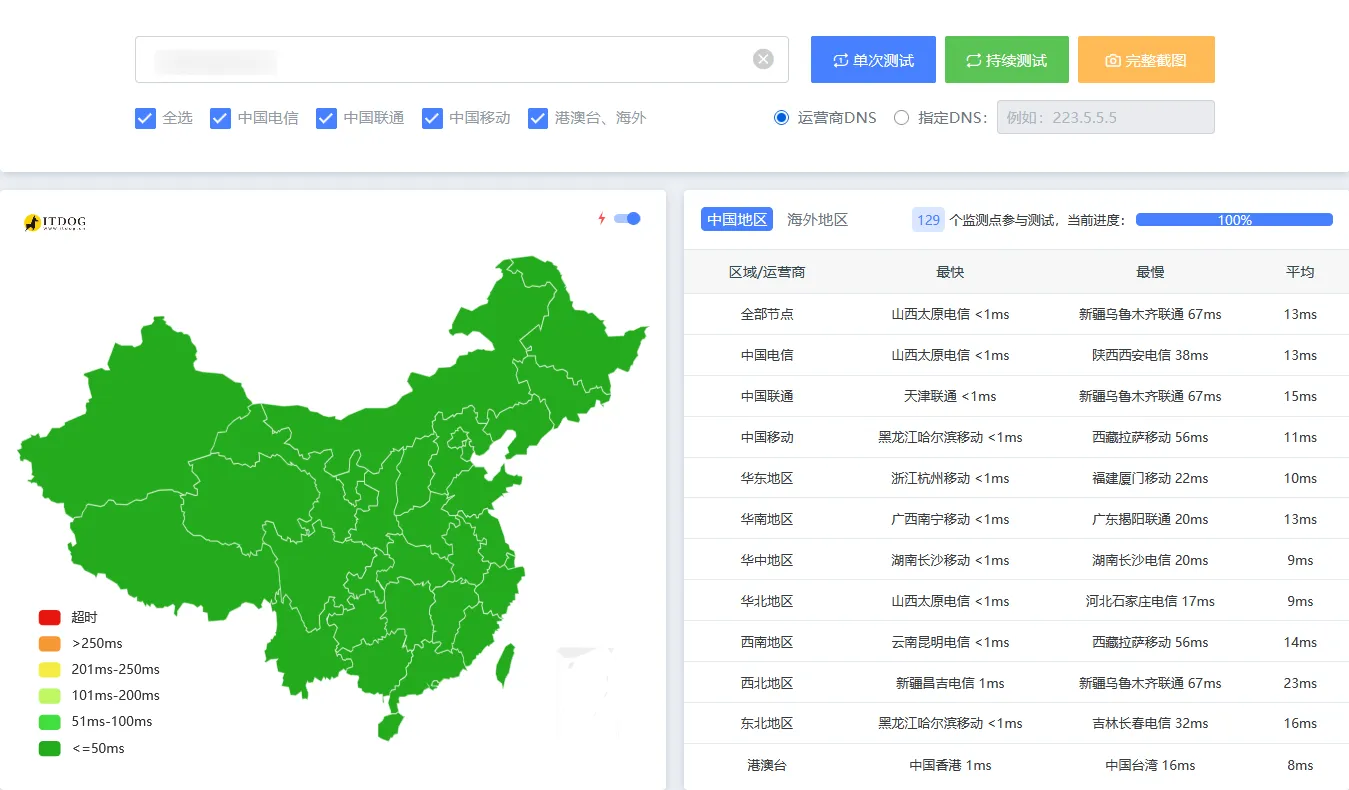 单次测试 持续测试 完整截图
全选 中国电信 中国联通 中国移动 港澳台、海外 运营商DNS 指定DNS: 例如：223.5.5.5
ITDOG
www.itdog.cn
中国地区 海外地区 129 个监测点参与测试，当前进度： 100%
区域/运营商 最快 最慢 平均
全部节点 山西太原电信 <1ms 新疆乌鲁木齐联通 67ms 13ms
中国电信 山西太原电信 <1ms 陕西西安电信 38ms 13ms
中国联通 天津联通 <1ms 新疆乌鲁木齐联通 67ms 15ms
中国移动 黑龙江哈尔滨移动 <1ms 西藏拉萨移动 56ms 11ms
华东地区 浙江杭州移动 <1ms 福建厦门移动 22ms 10ms
华南地区 广西南宁移动 <1ms 广东揭阳联通 20ms 13ms
华中地区 湖南长沙移动 <1ms 湖南长沙电信 20ms 9ms
华北地区 山西太原电信 <1ms 河北石家庄电信 17ms 9ms
西南地区 云南昆明电信 <1ms 西藏拉萨移动 56ms 14ms
西北地区 新疆昌吉电信 1ms 新疆乌鲁木齐联通 67ms 23ms
东北地区 黑龙江哈尔滨移动 <1ms 吉林长春电信 32ms 16ms
港澳台 中国香港 1ms 中国台湾 16ms 8ms
超时
>250ms
201ms-250ms
101ms-200ms
51ms-100ms
<=50ms